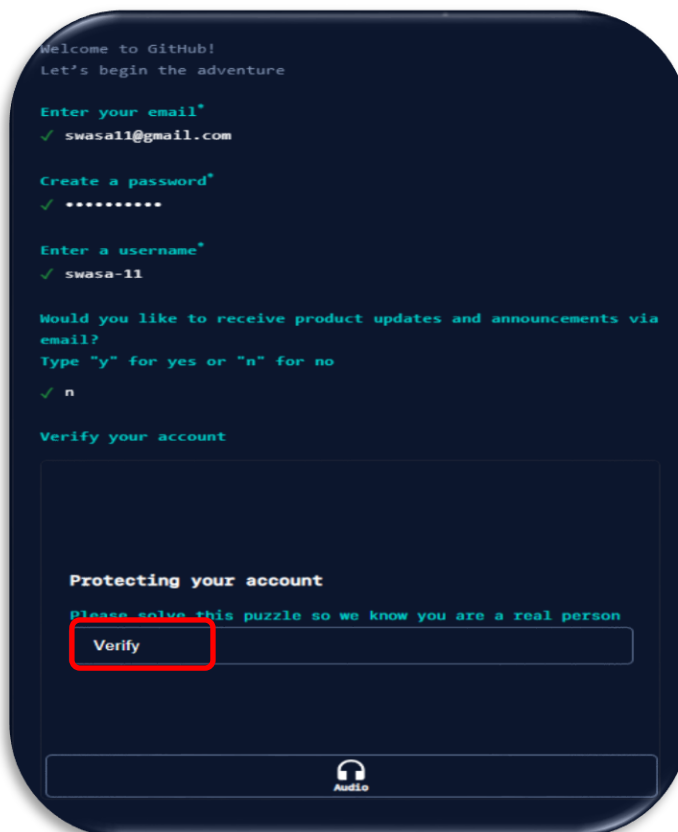 Welcome to GitHub!
Let's begin the adventure
Enter your email*
✓ swasa11@gmail.com
Create a password*
✓ ••••••••••
Enter a username*
✓ swasa-11
Would you like to receive product updates and announcements via
email?
Type "y" for yes or "n" for no
✓ n
Verify your account
Protecting your account
Please solve this puzzle so we know you are a real person
Verify
Audio